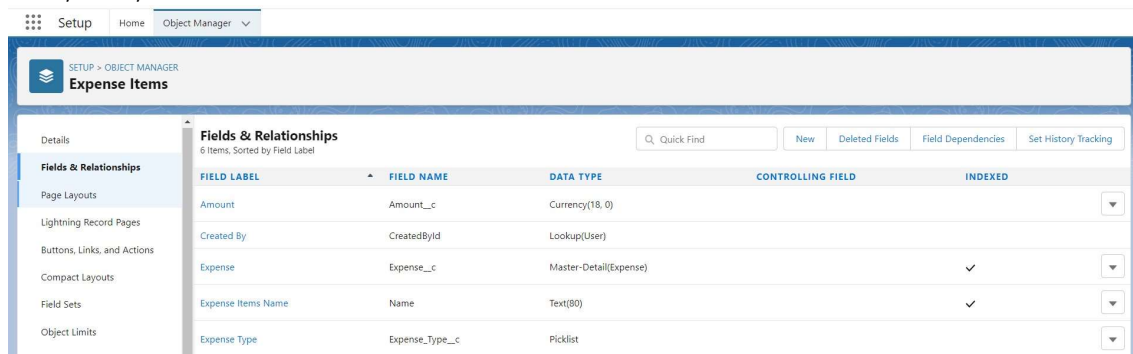 Setup Home Object Manager
SETUP > OBJECT MANAGER
Expense Items
Details
Fields & Relationships
Page Layouts
Lightning Record Pages
Buttons, Links, and Actions
Compact Layouts
Field Sets
Object Limits
Fields & Relationships
6 Items, Sorted by Field Label
Quick Find New Deleted Fields Field Dependencies Set History Tracking
FIELD LABEL FIELD NAME DATA TYPE CONTROLLING FIELD INDEXED
Amount Amount__c Currency(18, 0)
Created By CreatedById Lookup(User)
Expense Expense__c Master-Detail(Expense)
Expense Items Name Name Text(80)
Expense Type Expense_Type__c Picklist